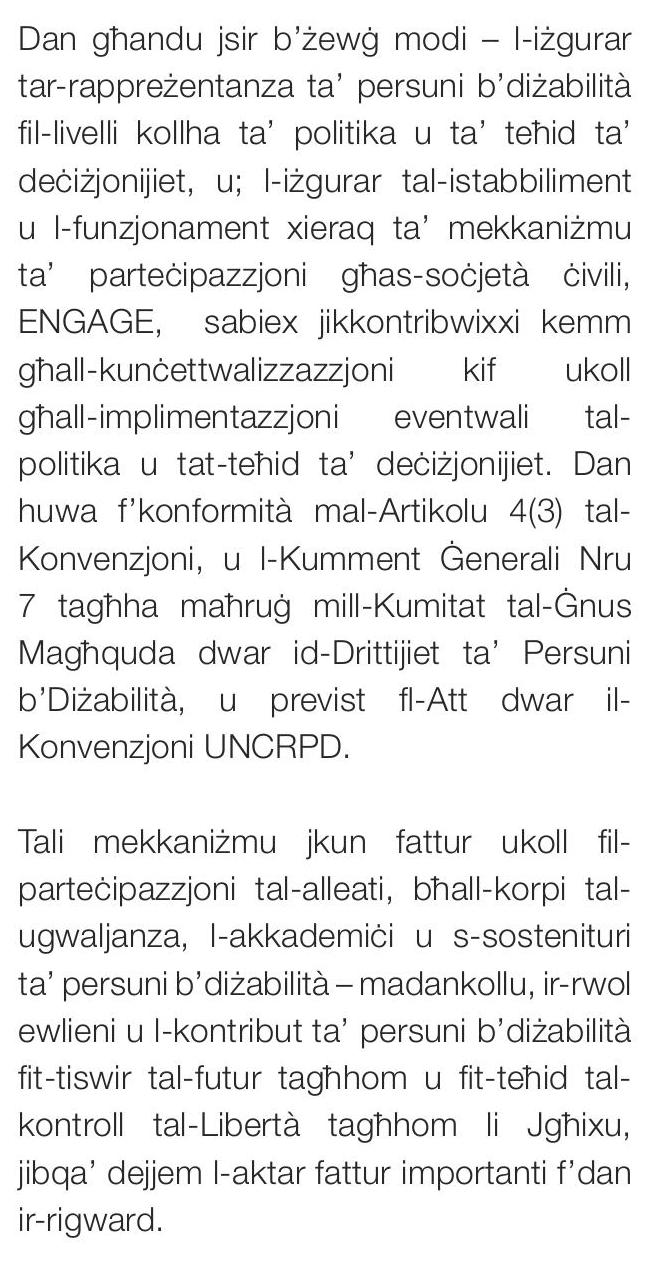 Dan għandu jsir b’żewġ modi – l-iżgurar
tar-rappreżentanza ta’ persuni b’diżabilità
fil-livelli kollha ta’ politika u ta’ teħid ta’
deċiżjonijiet, u; l-iżgurar tal-istabbiliment
u l-funzjonament xieraq ta’ mekkaniżmu
ta’ parteċipazzjoni għas-soċjetà ċivili,
ENGAGE, sabiex jikkontribwixxi kemm
għall-kunċettwalizzazzjoni kif ukoll
għall-implimentazzjoni eventwali tal-
politika u tat-teħid ta’ deċiżjonijiet. Dan
huwa f’konformità mal-Artikolu 4(3) tal-
Konvenzjoni, u l-Kumment Ġenerali Nru
7 tagħha maħruġ mill-Kumitat tal-Ġnus
Magħquda dwar id-Drittijiet ta’ Persuni
b’Diżabilità, u previst fl-Att dwar il-
Konvenzjoni UNCRPD.

Tali mekkaniżmu jkun fattur ukoll fil-
parteċipazzjoni tal-alleati, bħall-korpi tal-
ugwaljanza, l-akkademiċi u s-sostenituri
ta’ persuni b’diżabilità – madankollu, ir-rwol
ewlieni u l-kontribut ta’ persuni b’diżabilità
fit-tiswir tal-futur tagħhom u fit-teħid tal-
kontroll tal-Libertà tagħhom li Jgħixu,
jibqa’ dejjem l-aktar fattur importanti f’dan
ir-rigward.